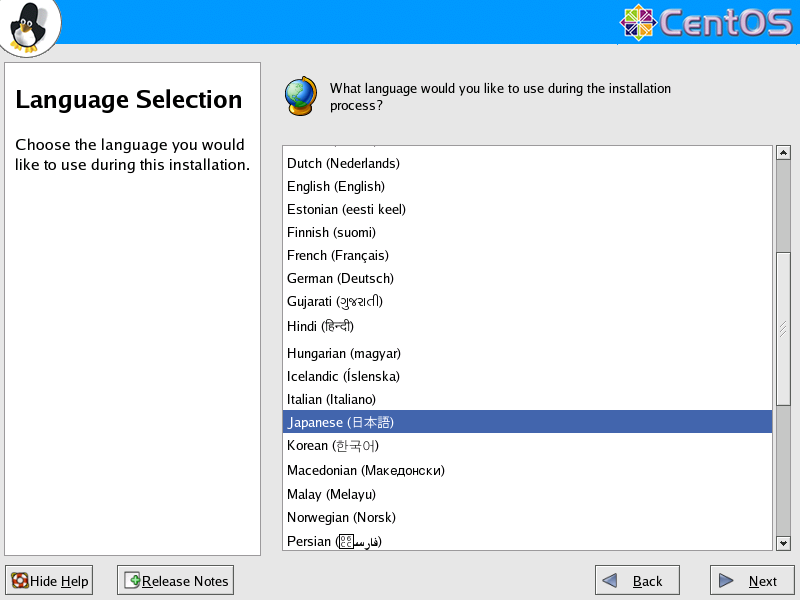 CentOS
Language Selection
Choose the language you would
like to use during this installation.
What language would you like to use during the installation
process?
Dutch (Nederlands)
English (English)
Estonian (eesti keel)
Finnish (suomi)
French (Français)
German (Deutsch)
Gujarati (ગુજરાતી)
Hindi (हिन्दी)
Hungarian (magyar)
Icelandic (Íslenska)
Italian (Italiano)
Japanese (日本語)
Korean (한국어)
Macedonian (Македонски)
Malay (Melayu)
Norwegian (Norsk)
Persian (فارسی)
Hide Help
Release Notes
Back
Next